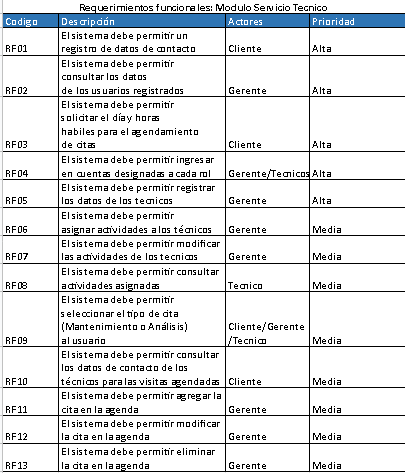 Requerimientos funcionales: Modulo Servicio Tecnico
Codigo Descripción Actores Prioridad
El sistema debe permitir un
RF01 registro de datos de contacto Cliente Alta
El sistema debe permitir
consultar los datos
RF02 de los usuarios registrados Gerente Alta
El sistema debe permitir
solicitar el día y horas
habiles para el agendamiento
RF03 de citas Cliente Alta
El sistema debe permitir ingresar
RF04 en cuentas designadas a cada rol Gerente/Tecnicos Alta
El sistema debe permitir registrar
RF05 los datos de los tecnicos Gerente Alta
El sistema debe permitir
RF06 asignar actividades a los técnicos Gerente Media
El sistema debe permitir modificar
RF07 las actividades de los tecnicos Gerente Media
El sistema debe permitir consultar
RF08 actividades asignadas Tecnico Media
El sistema debe permitir
seleccionar el tipo de cita
(Mantenimiento o Análisis) Cliente/Gerente
RF09 al usuario /Tecnico Media
El sistema debe permitir consultar
los datos de contacto de los
RF10 técnicos para las visitas agendadas Cliente Media
El sistema debe permitir agregar la
RF11 cita en la agenda Gerente Media
El sistema debe permitir modificar
RF12 la cita en la agenda Gerente Media
El sistema debe permitir eliminar
RF13 la cita en la agenda Gerente Media